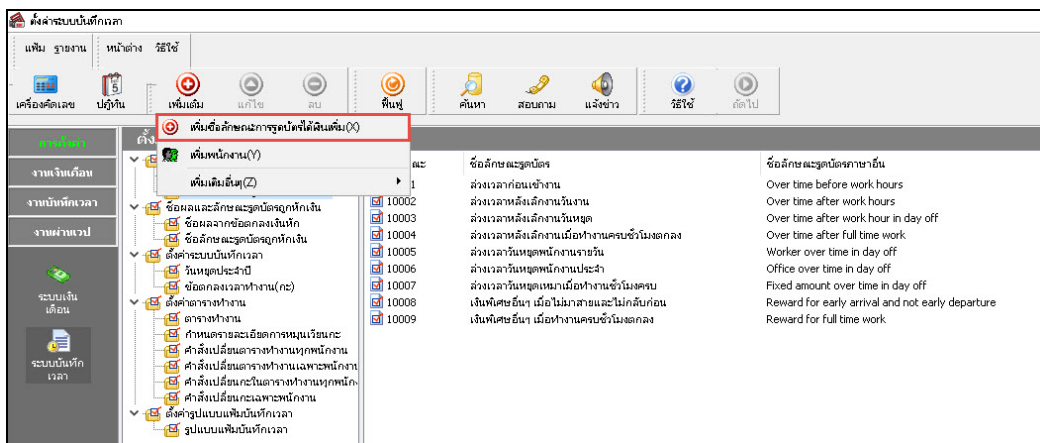 ตั้งค่าระบบบันทึกเวลา
แฟ้ม รายงาน หน้าต่าง วิธีใช้
เครื่องคิดเลข ปฏิทิน เพิ่มเติม แก้ไข ลบ ฟื้นฟู ค้นหา สอบถาม แจ้งข่าว วิธีใช้ ถัดไป
เพิ่มชื่อลักษณะการรูดบัตรได้เงินเพิ่ม(X)
เพิ่มพนักงาน(Y)
เพิ่มเติมอื่นๆ(Z)
การตั้งค่า
งานเงินเดือน
งานบันทึกเวลา
งานผ่านเวป
ระบบเงิน
เดือน
ระบบบันทึก
เวลา
ตั้ง
ชื่อผลและลักษณะรูดบัตรถูกหักเงิน
ชื่อผลจากข้อตกลงเงินหัก
ชื่อลักษณะรูดบัตรถูกหักเงิน
ตั้งค่าระบบบันทึกเวลา
วันหยุดประจำปี
ข้อตกลงเวลาทำงาน(กะ)
ตั้งค่าตารางทำงาน
ตารางทำงาน
กำหนดรายละเอียดการหมุนเวียนกะ
คำสั่งเปลี่ยนตารางทำงานทุกพนักงาน
คำสั่งเปลี่ยนตารางทำงานเฉพาะพนักงาน
คำสั่งเปลี่ยนกะในตารางทำงานทุกพนัก
คำสั่งเปลี่ยนกะเฉพาะพนักงาน
ตั้งค่ารูปแบบแฟ้มบันทึกเวลา
รูปแบบแฟ้มบันทึกเวลา
ณะ ชื่อลักษณะรูดบัตร ชื่อลักษณะรูดบัตรภาษาอื่น
1 ล่วงเวลาก่อนเข้างาน Over time before work hours
10002 ล่วงเวลาหลังเลิกงานวันงาน Over time after work hours
10003 ล่วงเวลาหลังเลิกงานวันหยุด Over time after work hour in day off
10004 ล่วงเวลาหลังเลิกงานเมื่อทำงานครบชั่วโมงตกลง Over time after full time work
10005 ล่วงเวลาวันหยุดพนักงานรายวัน Worker over time in day off
10006 ล่วงเวลาวันหยุดพนักงานประจำ Office over time in day off
10007 ล่วงเวลาวันหยุดเหมาเมื่อทำงานชั่วโมงครบ Fixed amount over time in day off
10008 เงินพิเศษอื่นๆ เมื่อไม่มาสายและไม่กลับก่อน Reward for early arrival and not early departure
10009 เงินพิเศษอื่นๆ เมื่อทำงานครบชั่วโมงตกลง Reward for full time work